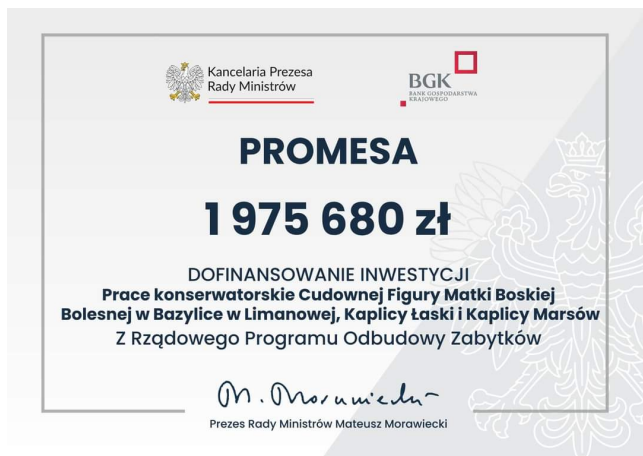 Kancelaria Prezesa
Rady Ministrów
BGK
BANK GOSPODARSTWA
KRAJOWEGO
PROMESA
1 975 680 zł
DOFINANSOWANIE INWESTYCJI
Prace konserwatorskie Cudownej Figury Matki Boskiej
Bolesnej w Bazylice w Limanowej, Kaplicy Łaski i Kaplicy Marsów
Z Rządowego Programu Odbudowy Zabytków
M. Morawiecki
Prezes Rady Ministrów Mateusz Morawiecki